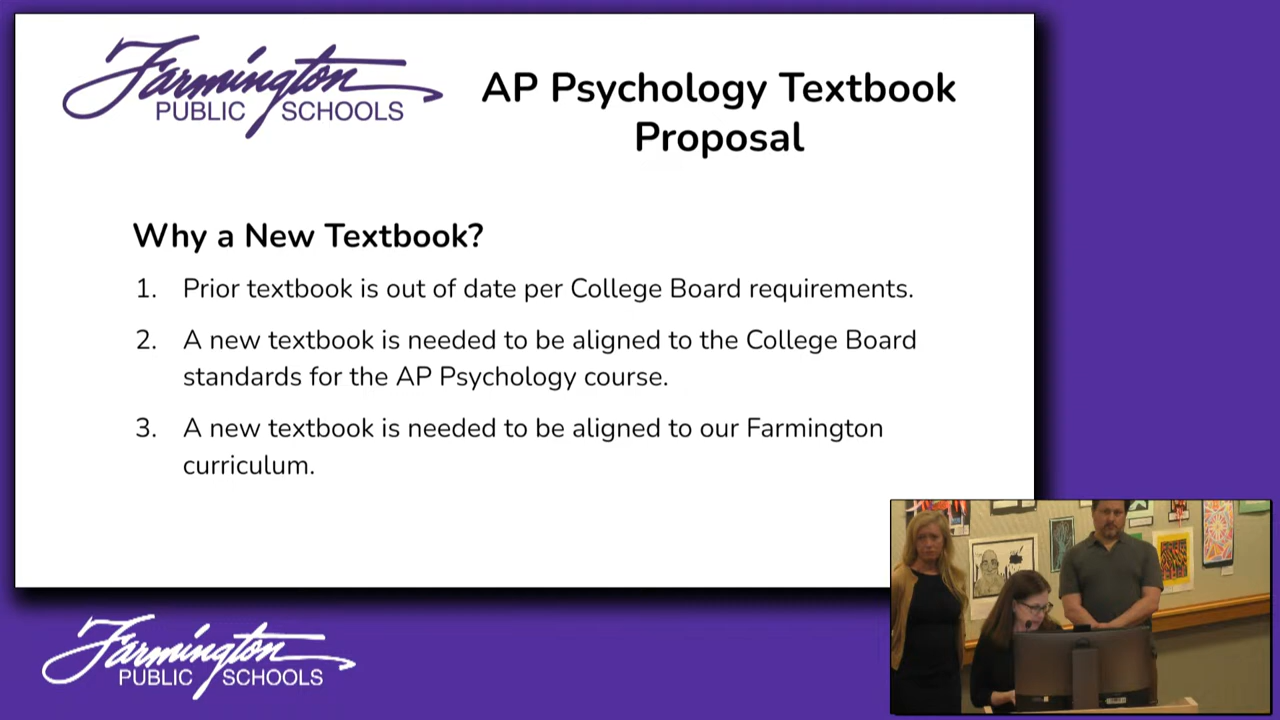 Farmington
PUBLIC SCHOOLS
AP Psychology Textbook
Proposal
Why a New Textbook?
1. Prior textbook is out of date per College Board requirements.
2. A new textbook is needed to be aligned to the College Board
standards for the AP Psychology course.
3. A new textbook is needed to be aligned to our Farmington
curriculum.
Farmington
PUBLIC SCHOOLS